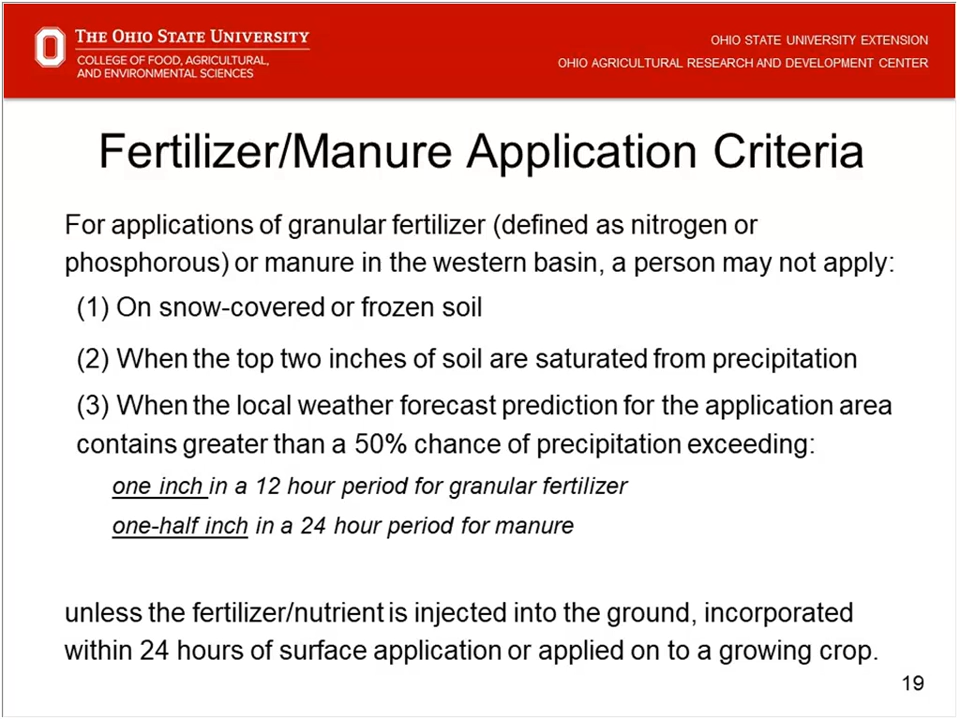 THE OHIO STATE UNIVERSITY
COLLEGE OF FOOD, AGRICULTURAL,
AND ENVIRONMENTAL SCIENCES
OHIO STATE UNIVERSITY EXTENSION
OHIO AGRICULTURAL RESEARCH AND DEVELOPMENT CENTER
Fertilizer/Manure Application Criteria
For applications of granular fertilizer (defined as nitrogen or
phosphorous) or manure in the western basin, a person may not apply:
(1) On snow-covered or frozen soil
(2) When the top two inches of soil are saturated from precipitation
(3) When the local weather forecast prediction for the application area
contains greater than a 50% chance of precipitation exceeding:
one inch in a 12 hour period for granular fertilizer
one-half inch in a 24 hour period for manure
unless the fertilizer/nutrient is injected into the ground, incorporated
within 24 hours of surface application or applied on to a growing crop.
19